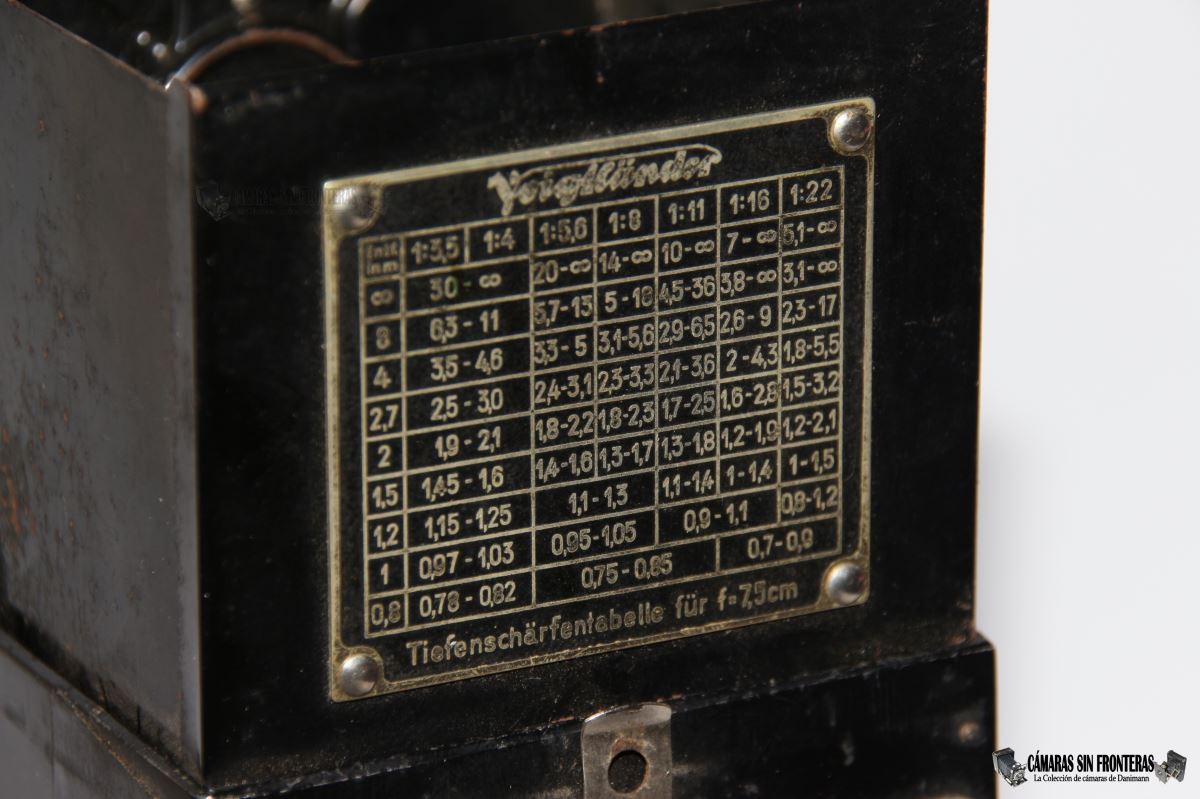 Voigtländer
in m 1:3,5 1:4 1:5,6 1:8 1:11 1:16 1:22
∞ 30-∞ 20-∞ 14-∞ 10-∞ 7-∞ 5,1-∞
8 6,3-11 5,7-13 5-18 4,5-36 3,8-∞ 3,1-∞
4 3,5-4,6 3,3-5 3,1-5,6 2,9-6,5 2,6-9 2,3-17
2,7 2,5-3,0 2,4-3,1 2,3-3,3 2,1-3,6 2-4,3 1,8-5,5
2 1,9-2,1 1,8-2,2 1,8-2,3 1,7-2,5 1,6-2,8 1,5-3,2
1,5 1,45-1,6 1,4-1,6 1,3-1,7 1,3-1,8 1,2-1,9 1,2-2,1
1,2 1,15-1,25 1,1-1,3 1,1-1,4 1-1,4 1-1,5
1 0,97-1,03 0,95-1,05 0,9-1,1 0,8-1,2
0,8 0,78-0,82 0,75-0,85 0,7-0,9
Tiefenschärfentabelle für f=7,5cm
CÁMARAS SIN FRONTERAS
La Colección de cámaras de Danimann